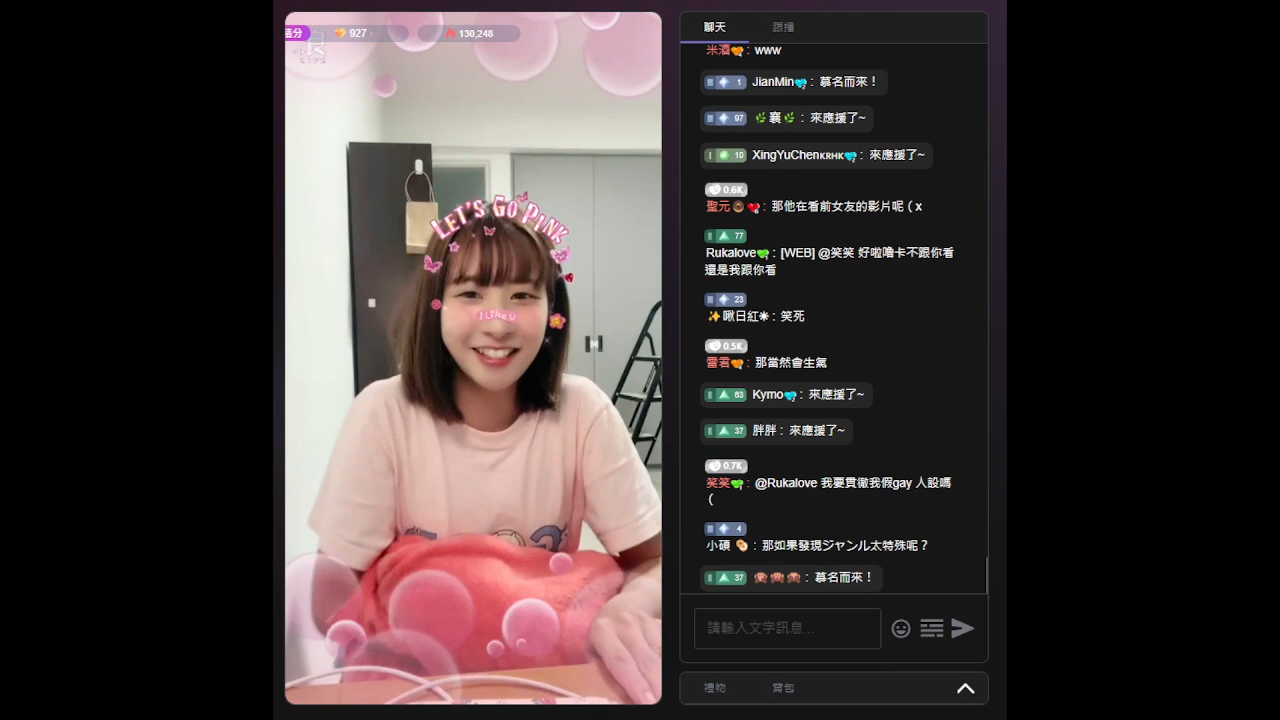 927
130,248
LET'S GO PINK
I Like U
聊天
跟播
米酒: www
1 JianMin: 慕名而來!
97 襄: 來應援了~
10 XingYuChenKRHK: 來應援了~
0.6K
聖元: 那他在看前女友的影片呢 ( x
77
Rukalove: [WEB] @笑笑 好啦嚕卡不跟你看
還是我跟你看
23
啾日紅: 笑死
0.5K
雷君: 那當然會生氣
63 Kymo: 來應援了~
37 胖胖: 來應援了~
0.7K
笑笑: @Rukalove 我要貫徹我假gay 人設嗎
(
4
小碩: 那如果發現ジャンル太特殊呢?
37 : 慕名而來!
請輸入文字訊息...
禮物
背包